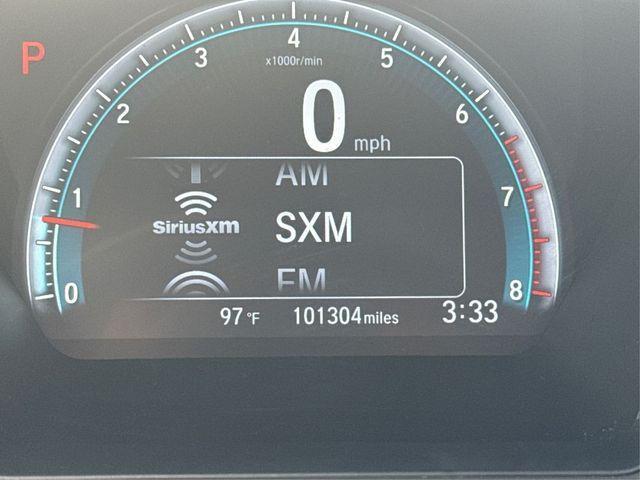 P
4
3
5
x1000r/min
2
6
0 mph
AM
1
7
SiriusXM
SXM
FM
0
8
97 °F 101304 miles 3:33